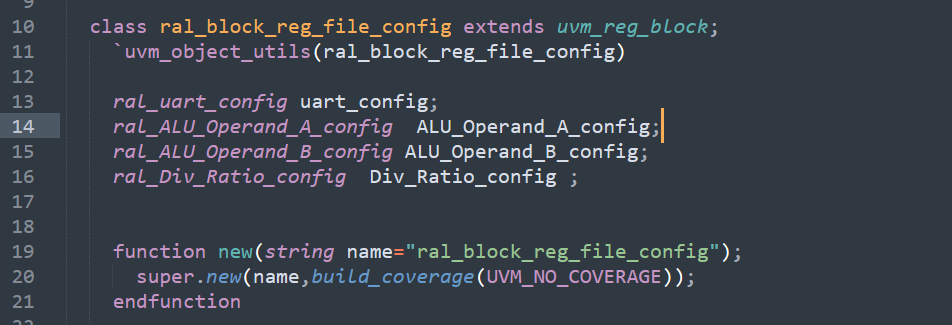 10 class ral_block_reg_file_config extends uvm_reg_block;
11 `uvm_object_utils(ral_block_reg_file_config)
12
13 ral_uart_config uart_config;
14 ral_ALU_Operand_A_config  ALU_Operand_A_config;
15 ral_ALU_Operand_B_config ALU_Operand_B_config;
16 ral_Div_Ratio_config  Div_Ratio_config ;
17
18
19 function new(string name="ral_block_reg_file_config");
20 super.new(name,build_coverage(UVM_NO_COVERAGE));
21 endfunction